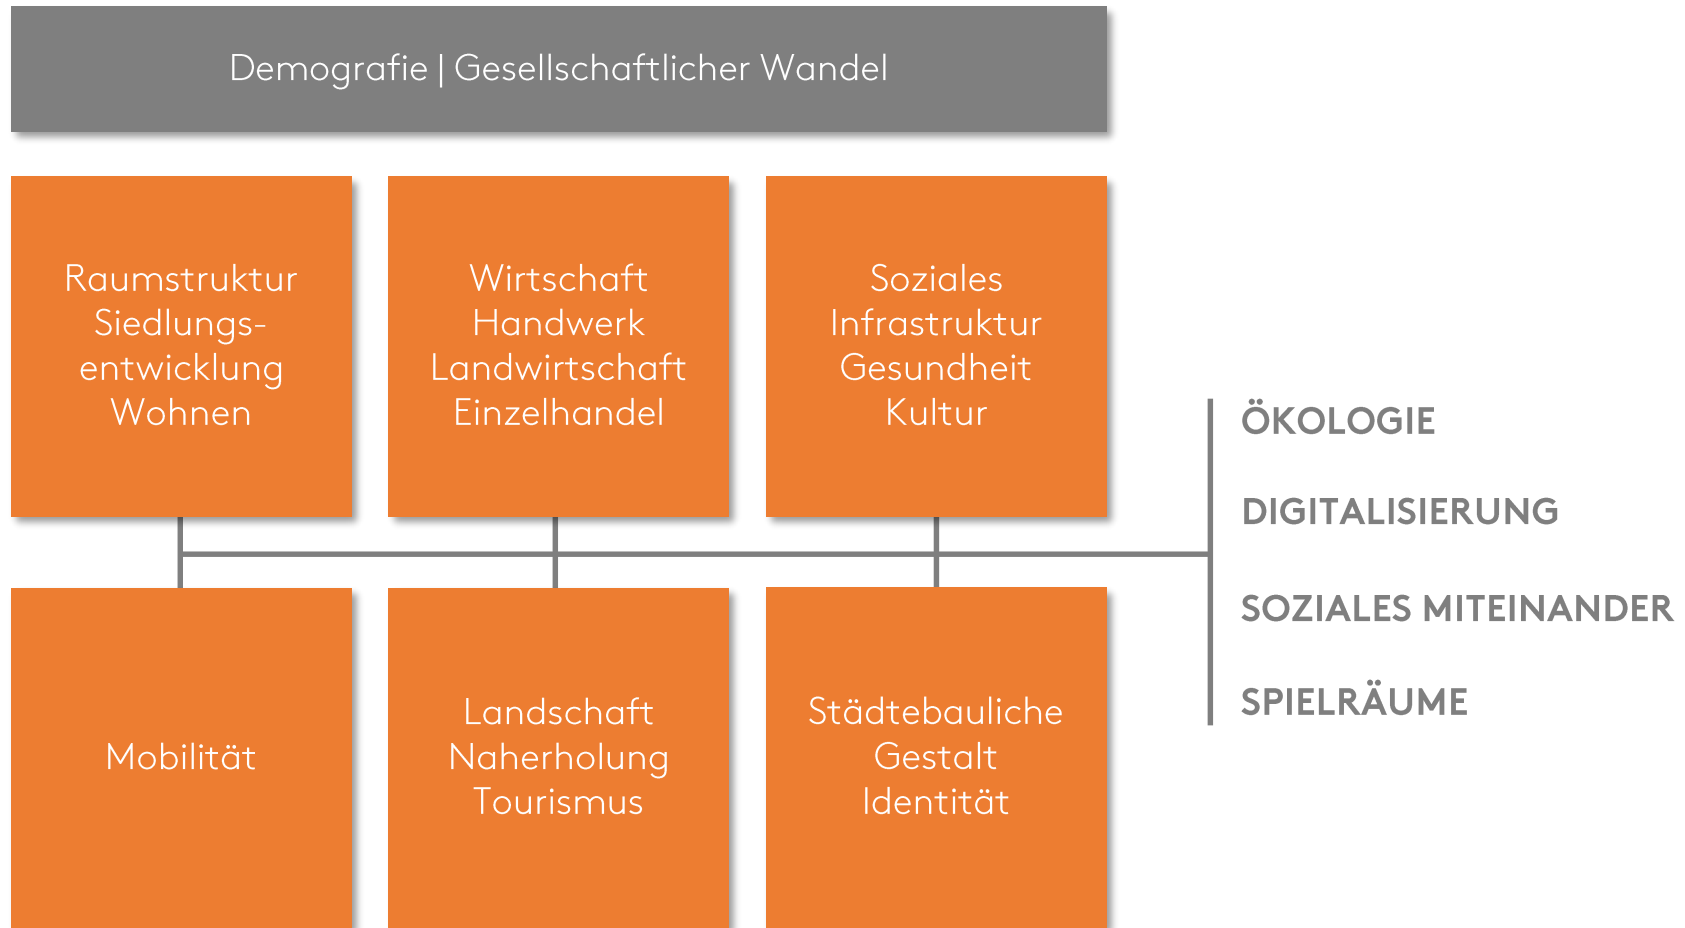 Demografie | Gesellschaftlicher Wandel
Raumstruktur
Siedlungs-
entwicklung
Wohnen
Wirtschaft
Handwerk
Landwirtschaft
Einzelhandel
Soziales
Infrastruktur
Gesundheit
Kultur
Mobilität
Landschaft
Naherholung
Tourismus
Städtebauliche
Gestalt
Identität
ÖKOLOGIE
DIGITALISIERUNG
SOZIALES MITEINANDER
SPIELRÄUME